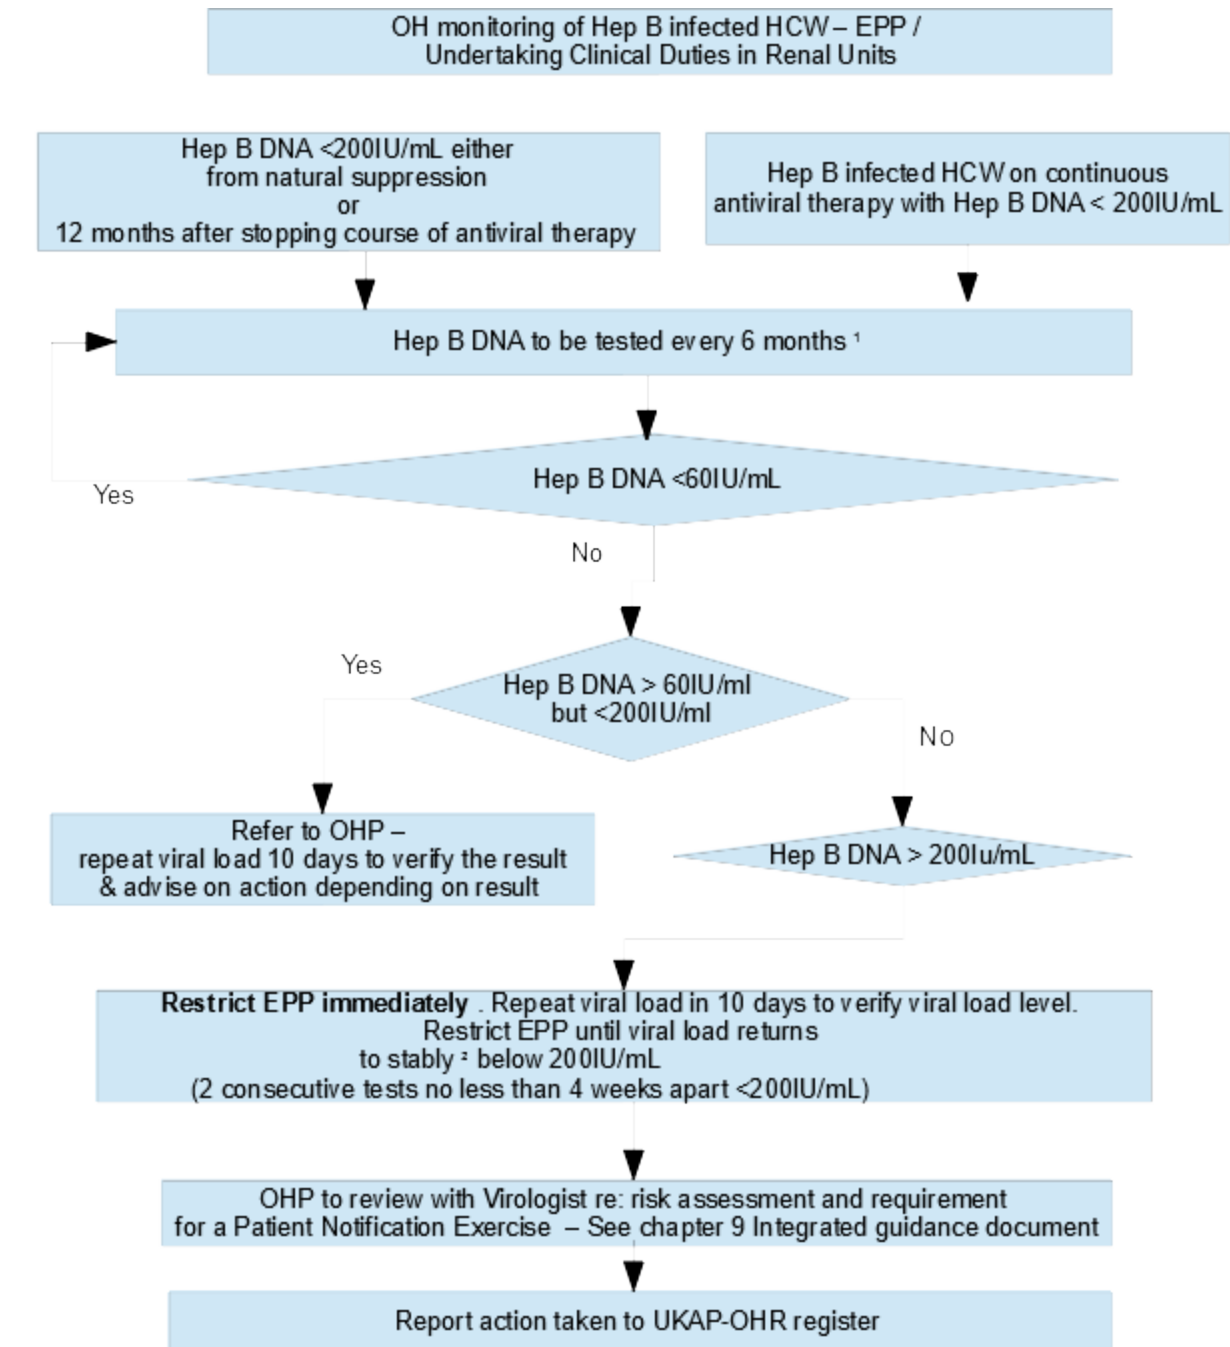 OH monitoring of Hep B infected HCW – EPP /
Undertaking Clinical Duties in Renal Units
Hep B DNA <200IU/mL either
from natural suppression
or
12 months after stopping course of antiviral therapy
Hep B infected HCW on continuous
antiviral therapy with Hep B DNA < 200IU/mL
Hep B DNA to be tested every 6 months ¹
Hep B DNA <60IU/mL
Yes
No
Yes
Hep B DNA > 60IU/ml
but <200IU/ml
No
Refer to OHP –
repeat viral load 10 days to verify the result
& advise on action depending on result
Hep B DNA > 200Iu/mL
Restrict EPP immediately . Repeat viral load in 10 days to verify viral load level.
Restrict EPP until viral load returns
to stably ² below 200IU/mL
(2 consecutive tests no less than 4 weeks apart <200IU/mL)
OHP to review with Virologist re: risk assessment and requirement
for a Patient Notification Exercise – See chapter 9 Integrated guidance document
Report action taken to UKAP-OHR register